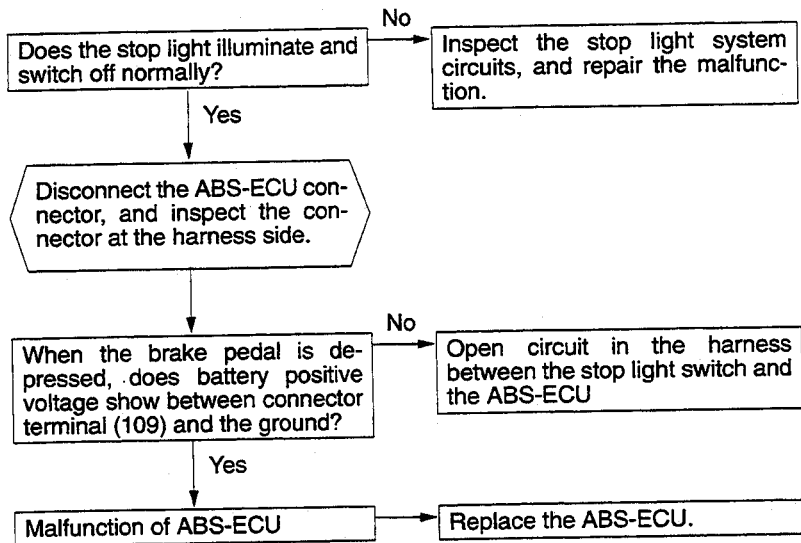 Does the stop light illuminate and
switch off normally?
No
Inspect the stop light system
circuits, and repair the malfunc-
tion.
Yes
Disconnect the ABS-ECU con-
nector, and inspect the con-
nector at the harness side.
When the brake pedal is de-
pressed, does battery positive
voltage show between connector
terminal (109) and the ground?
No
Open circuit in the harness
between the stop light switch and
the ABS-ECU
Yes
Malfunction of ABS-ECU
Replace the ABS-ECU.